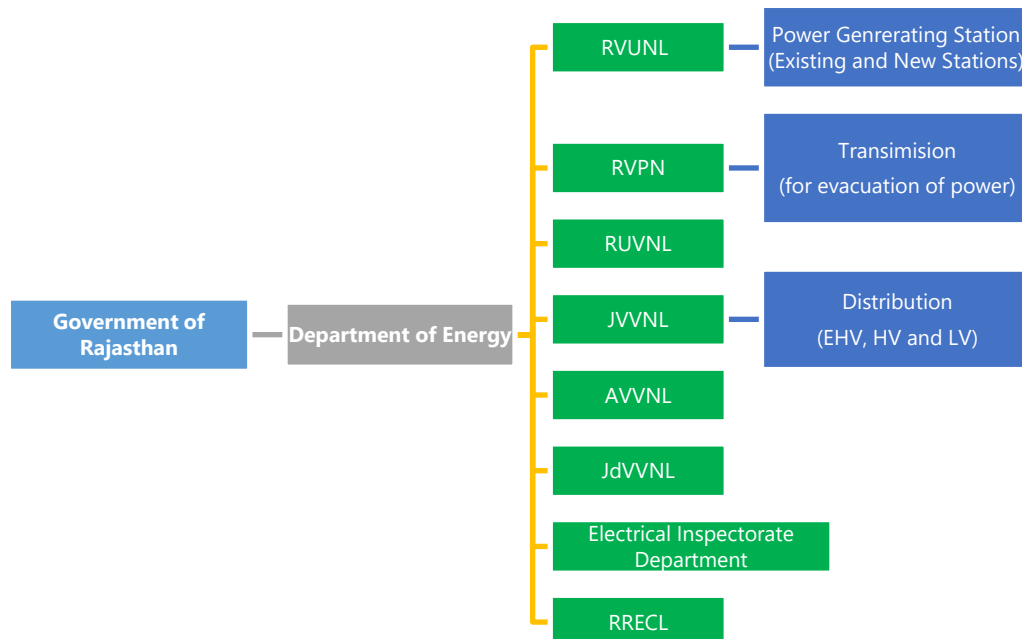 Government of
Rajasthan
Department of Energy
RVUNL
Power Genrerating Station
(Existing and New Stations)
RVPN
Transimision
(for evacuation of power)
RUVNL
JVVNL
Distribution
(EHV, HV and LV)
AVVNL
JdVVNL
Electrical Inspectorate
Department
RRECL